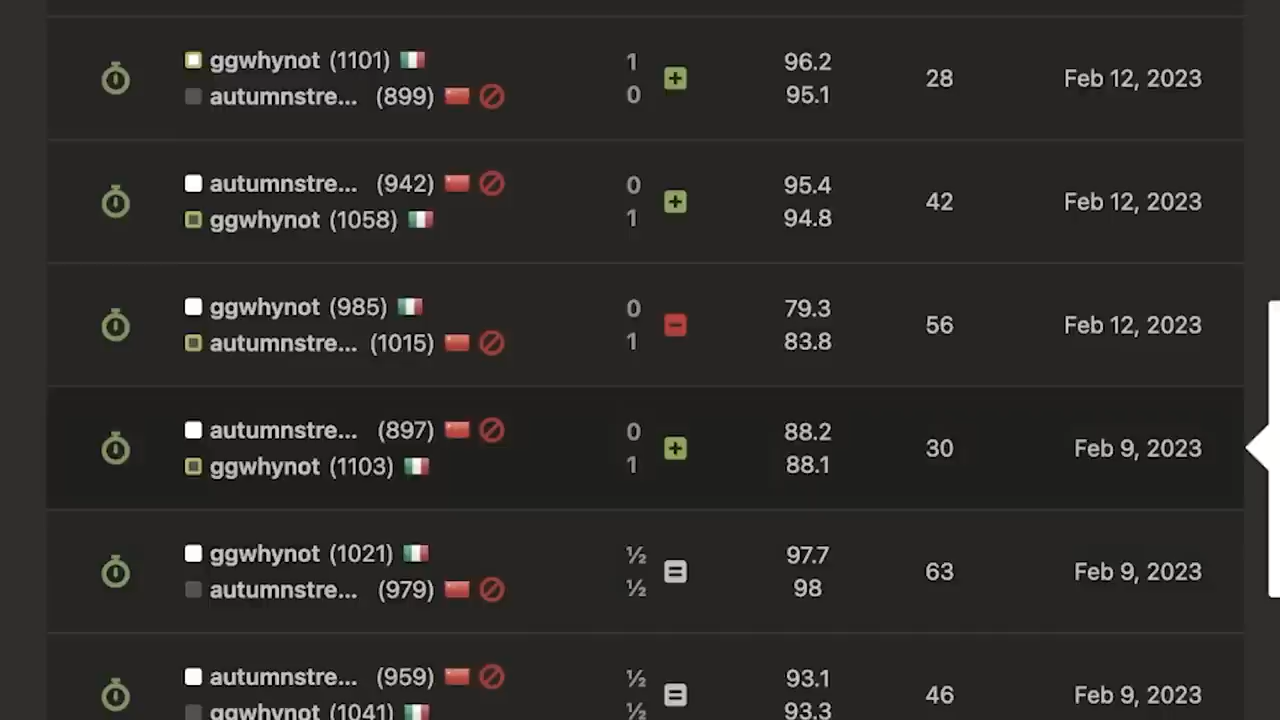 ggwhynot (1101)
autumnstre... (899)
1
0
96.2
95.1
28
Feb 12, 2023
autumnstre... (942)
ggwhynot (1058)
0
1
95.4
94.8
42
Feb 12, 2023
ggwhynot (985)
autumnstre... (1015)
0
1
79.3
83.8
56
Feb 12, 2023
autumnstre... (897)
ggwhynot (1103)
0
1
88.2
88.1
30
Feb 9, 2023
ggwhynot (1021)
autumnstre... (979)
½
½
97.7
98
63
Feb 9, 2023
autumnstre... (959)
ggwhynot (1041)
½
½
93.1
93.3
46
Feb 9, 2023